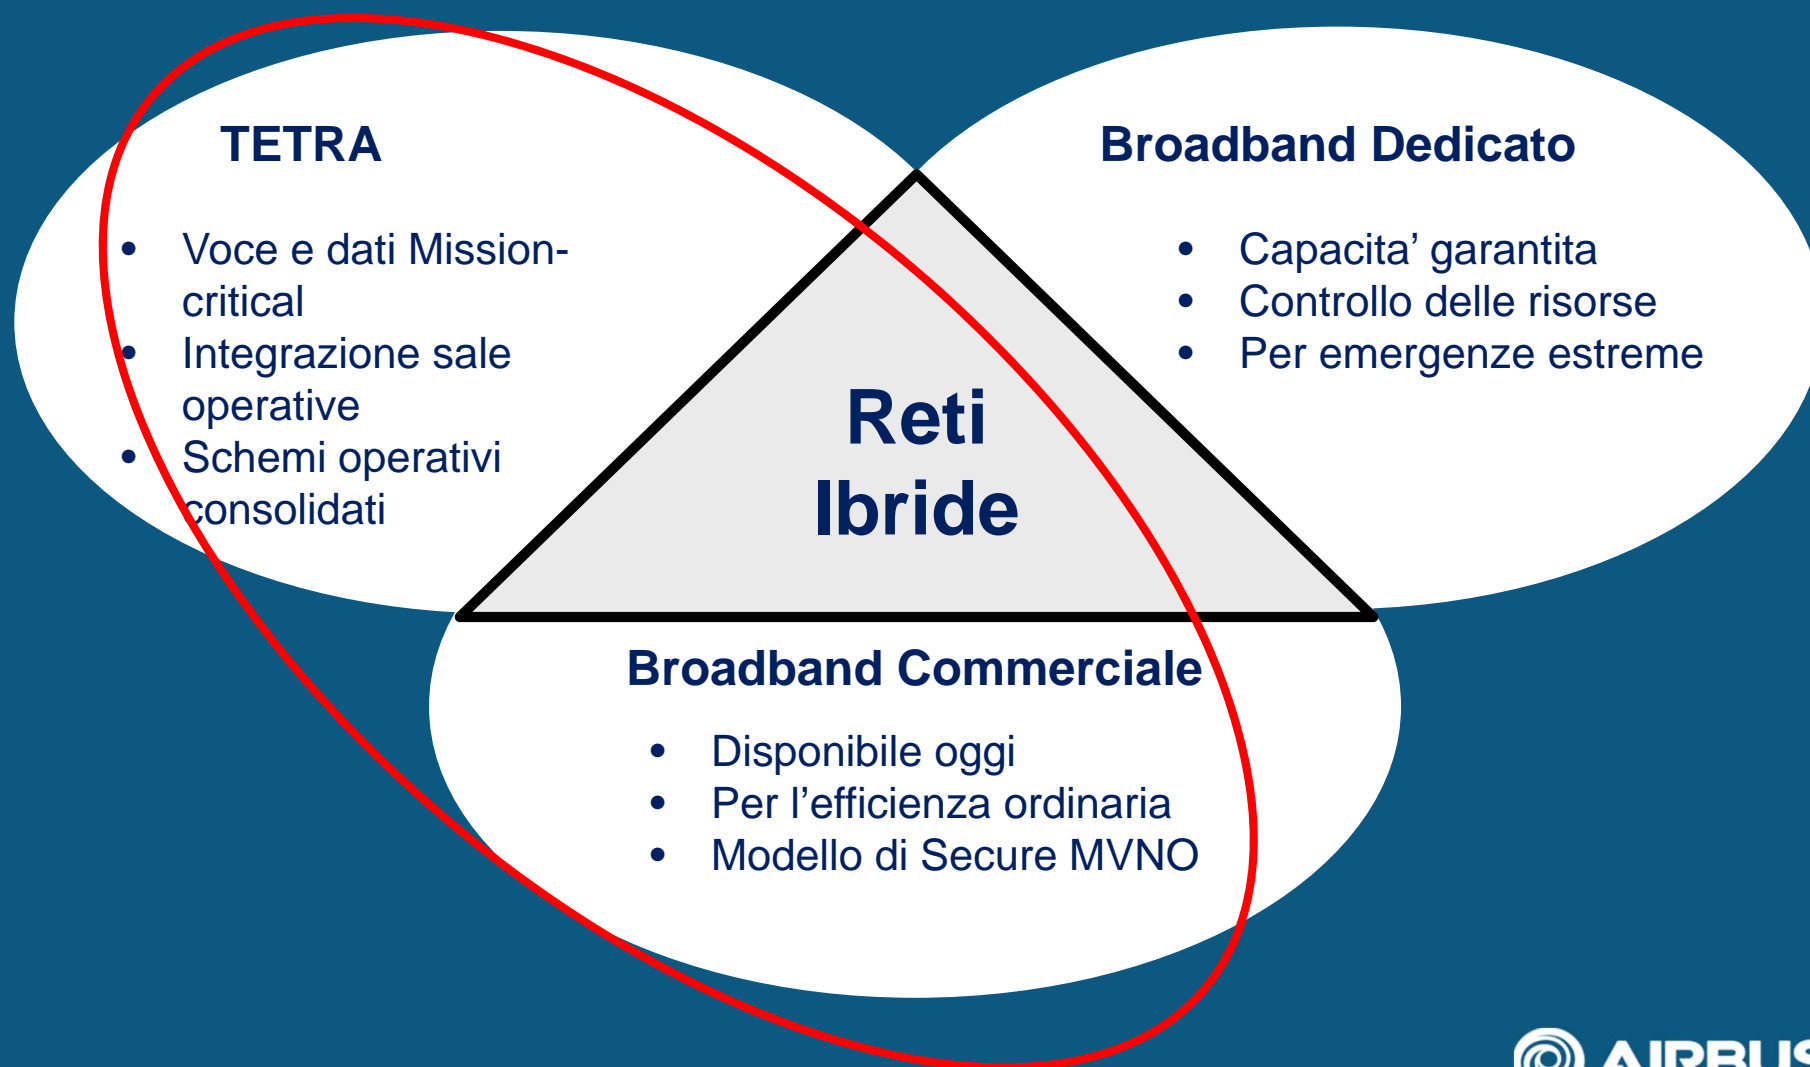 TETRA
• Voce e dati Mission-
critical
• Integrazione sale
operative
• Schemi operativi
consolidati
Broadband Dedicato
• Capacita’ garantita
• Controllo delle risorse
• Per emergenze estreme
Reti
Ibride
Broadband Commerciale
• Disponibile oggi
• Per l’efficienza ordinaria
• Modello di Secure MVNO
AIRBUS